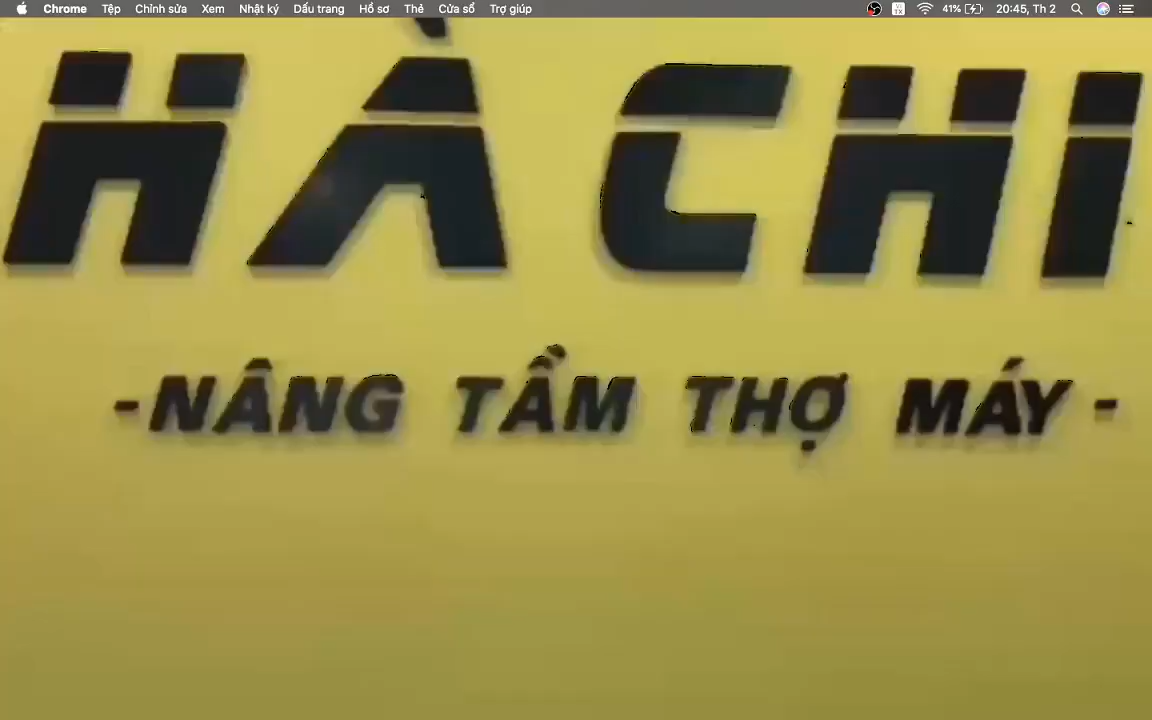 Chrome Tệp Chỉnh sửa Xem Nhật ký Dấu trang Hồ sơ Thẻ Cửa sổ Trợ giúp 41% 20:45, Th 2
HÀ CHI
-NÂNG TẦM THỢ MÁY-